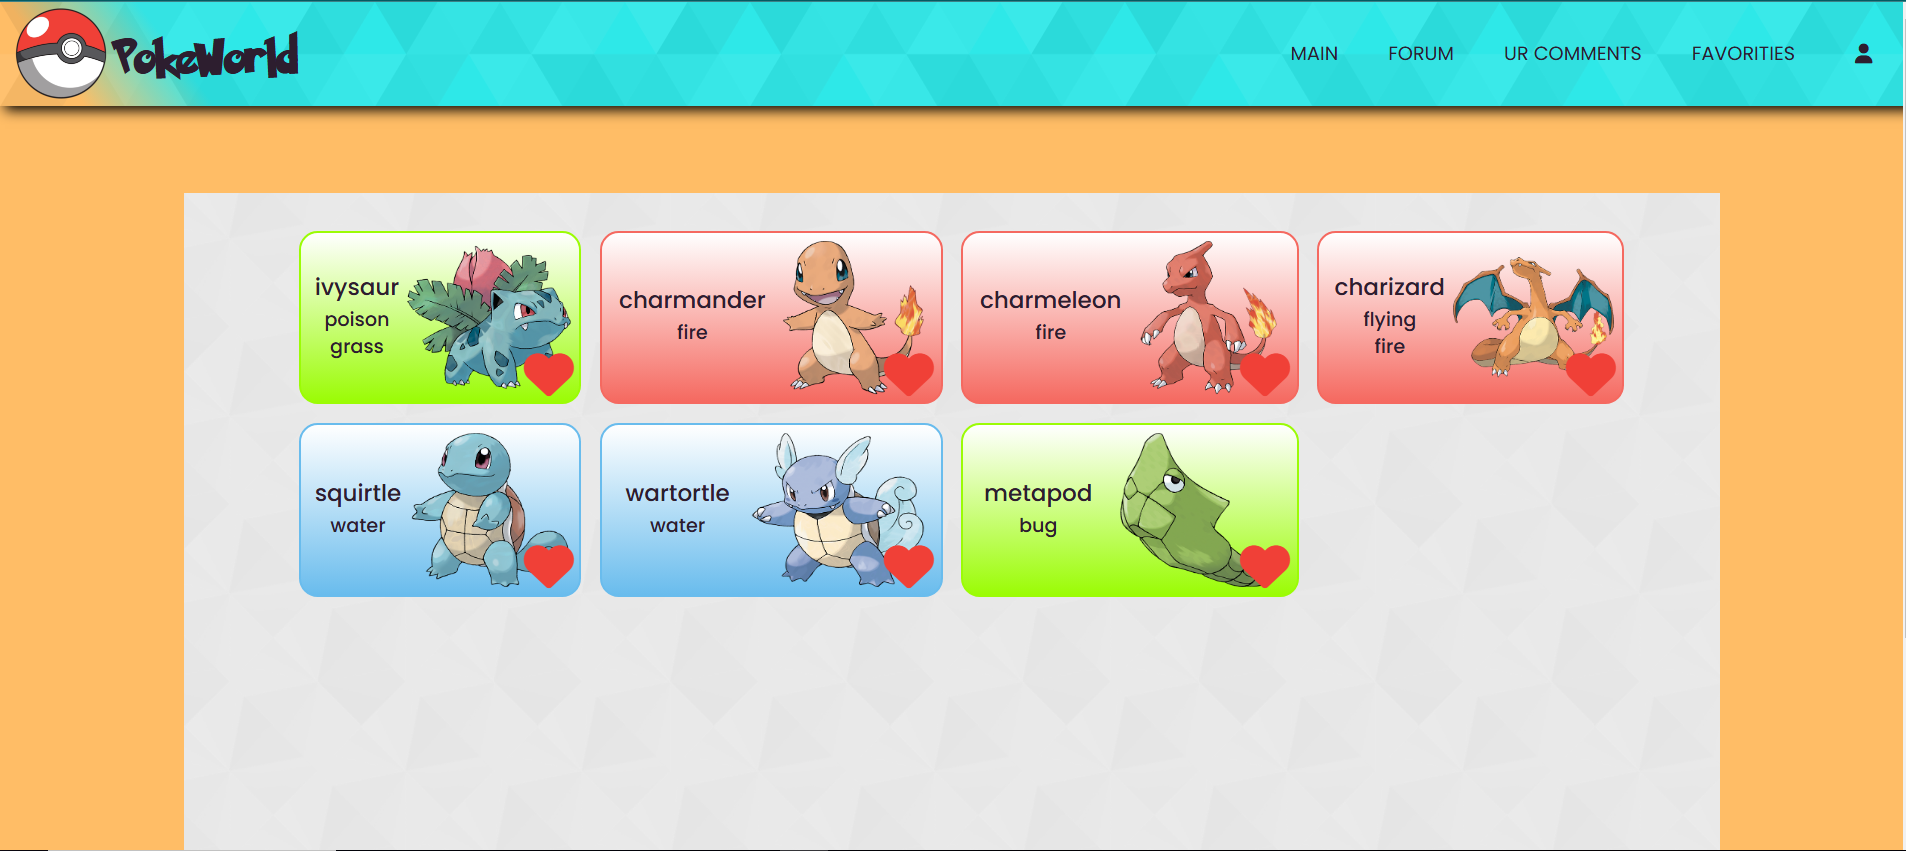 PokeWorld
MAIN FORUM UR COMMENTS FAVORITIES
ivysaur
poison
grass
charmander
fire
charmeleon
fire
charizard
flying
fire
squirtle
water
wartortle
water
metapod
bug